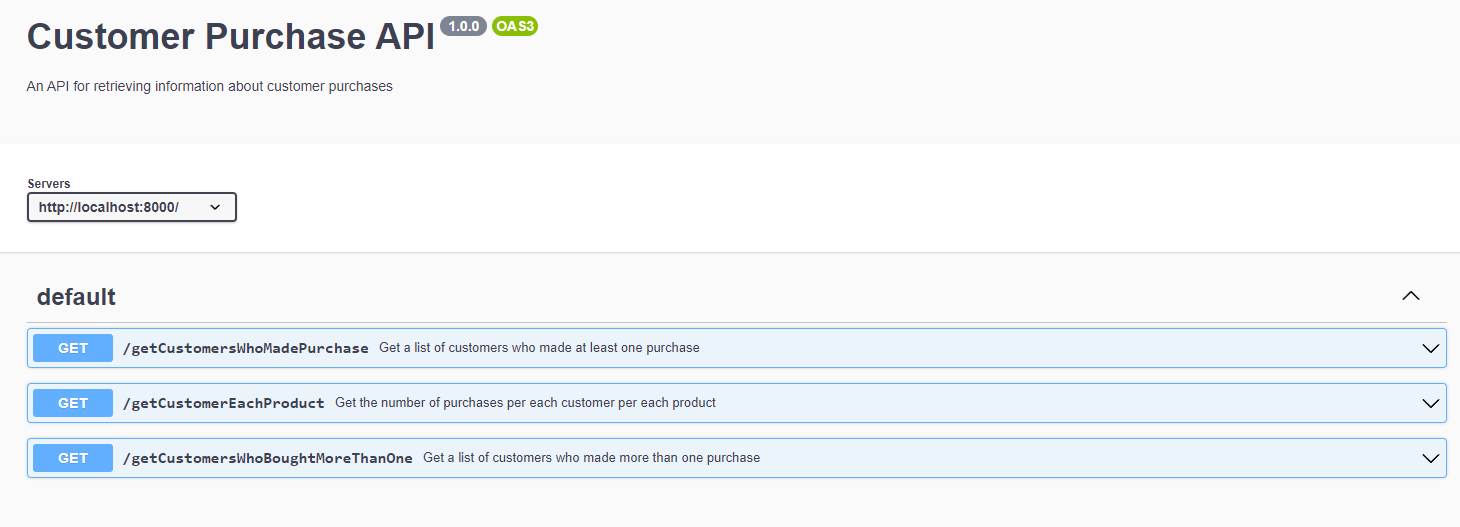 Customer Purchase API 1.0.0 OAS3
An API for retrieving information about customer purchases
Servers
http://localhost:8000/
default
GET /getCustomersWhoMadePurchase Get a list of customers who made at least one purchase
GET /getCustomerEachProduct Get the number of purchases per each customer per each product
GET /getCustomersWhoBoughtMoreThanOne Get a list of customers who made more than one purchase